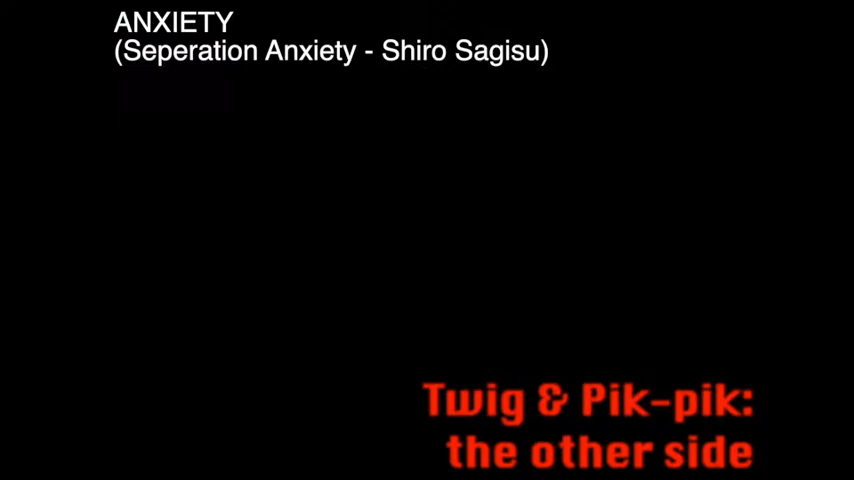 ANXIETY
(Seperation Anxiety - Shiro Sagisu)
Twig & Pik-pik:
the other side